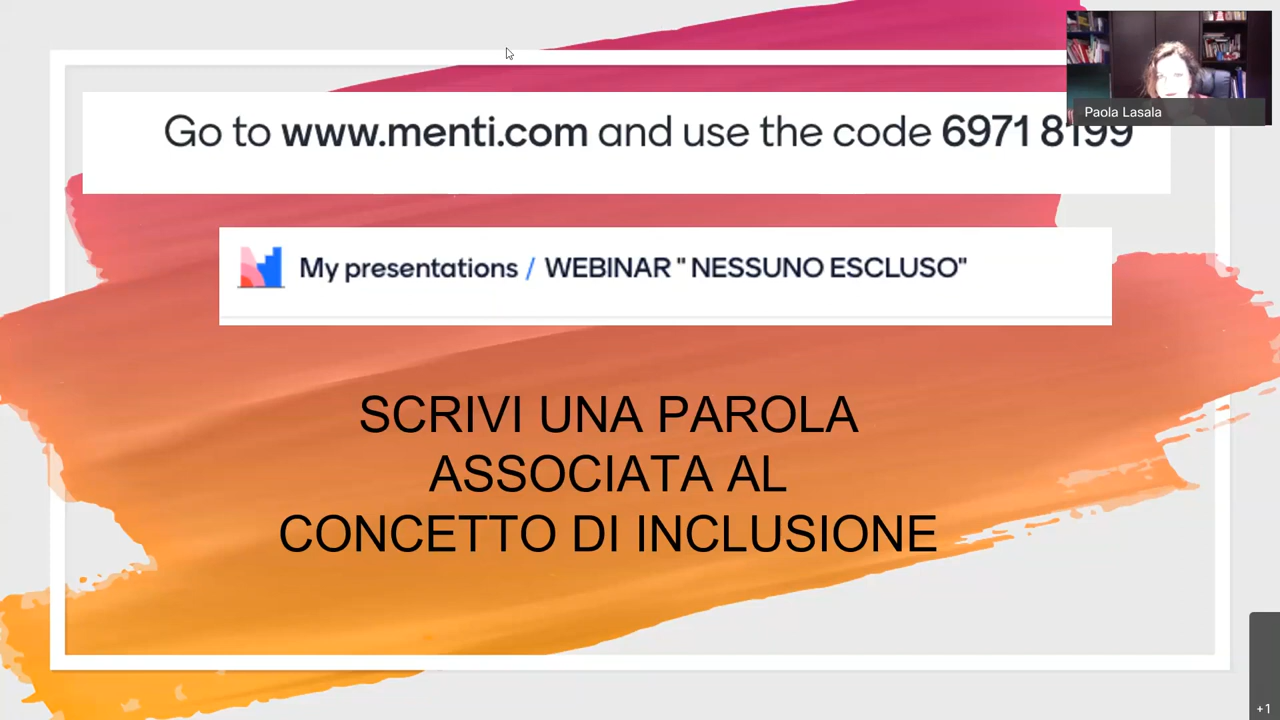 Go to www.menti.com and use the code 6971 8199
Paola Lasala
My presentations / WEBINAR " NESSUNO ESCLUSO"
SCRIVI UNA PAROLA
ASSOCIATA AL
CONCETTO DI INCLUSIONE
+1